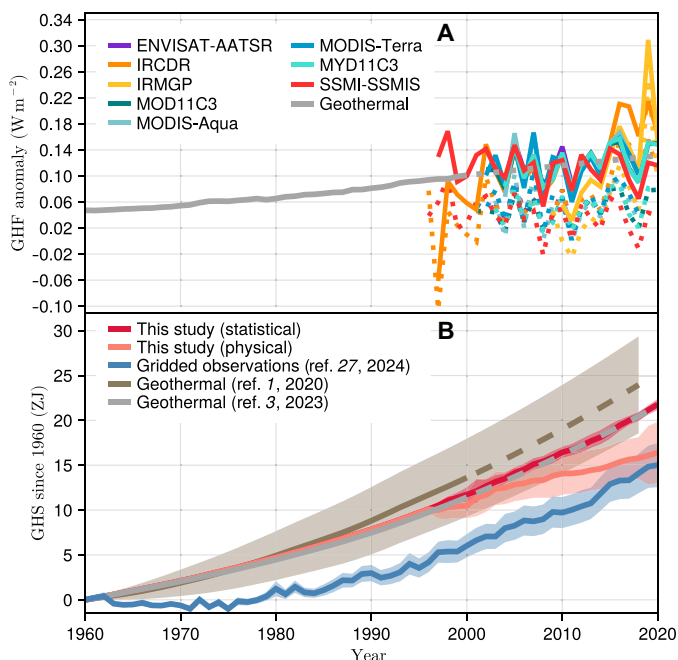 A
GHF anomaly (W m−2)
0.34
0.30
0.26
0.22
0.18
0.14
0.10
0.06
0.02
−0.02
−0.06
−0.10
ENVISAT-AATSR
IRCDR
IRMGP
MOD11C3
MODIS-Aqua
MODIS-Terra
MYD11C3
SSMI-SSMIS
Geothermal
B
GHS since 1960 (ZJ)
30
25
20
15
10
5
0
This study (statistical)
This study (physical)
Gridded observations (ref. 27, 2024)
Geothermal (ref. 1, 2020)
Geothermal (ref. 3, 2023)
1960
1970
1980
1990
2000
2010
2020
Year